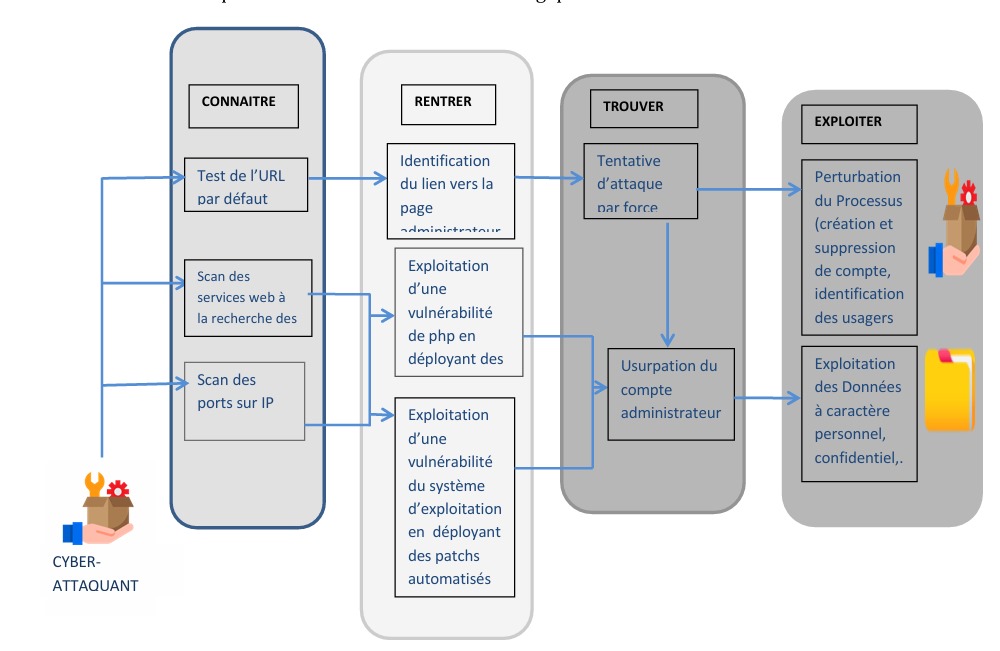 CONNAITRE
Test de l’URL
par défaut
Scan des
services web à
la recherche des
Scan des
ports sur IP
CYBER-
ATTAQUANT
RENTRER
Identification
du lien vers la
page
administrateur
Exploitation
d’une
vulnérabilité
de php en
déployant des
Exploitation
d’une
vulnérabilité
du système
d’exploitation
en déployant
des patchs
automatisés
TROUVER
Tentative
d’attaque
par force
Usurpation du
compte
administrateur
EXPLOITER
Perturbation
du Processus
(création et
suppression
de compte,
identification
des usagers
Exploitation
des Données
à caractère
personnel,
confidentiel,.